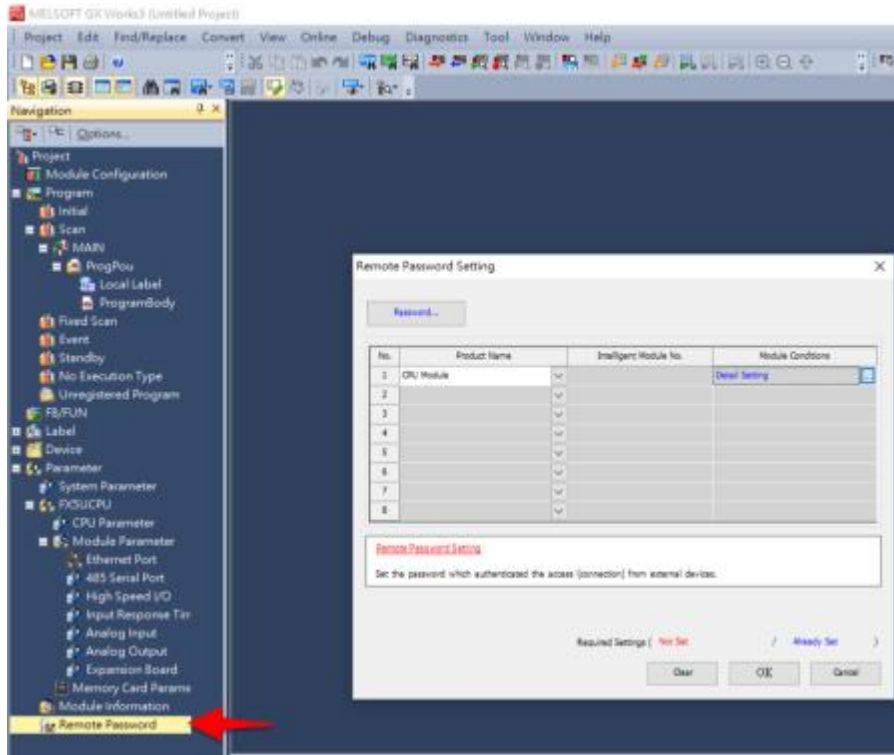 MELSOFT GX Works3 (Untitled Project)
Project Edit Find/Replace Convert View Online Debug Diagnostics Tool Window Help
Navigation
Options...
Project
Module Configuration
Program
Initial
Scan
MAIN
ProgPou
Local Label
ProgramBody
Fixed Scan
Event
Standby
No Execution Type
Unregistered Program
FB/FUN
Label
Device
Parameter
System Parameter
FX5UCPU
CPU Parameter
Module Parameter
Ethernet Port
485 Serial Port
High Speed I/O
Input Response Tim
Analog Input
Analog Output
Expansion Board
Memory Card Parame
Module Information
Remote Password
Remote Password Setting
Password...
No. Product Name Intelligent Module No. Module Conditions
1 CPU Module Detail Setting
2
3
4
5
6
7
8
Remote Password Setting
Set the password which authenticated the access (connection) from external devices.
Required Settings ( Not Set / Already Set )
Clear OK Cancel